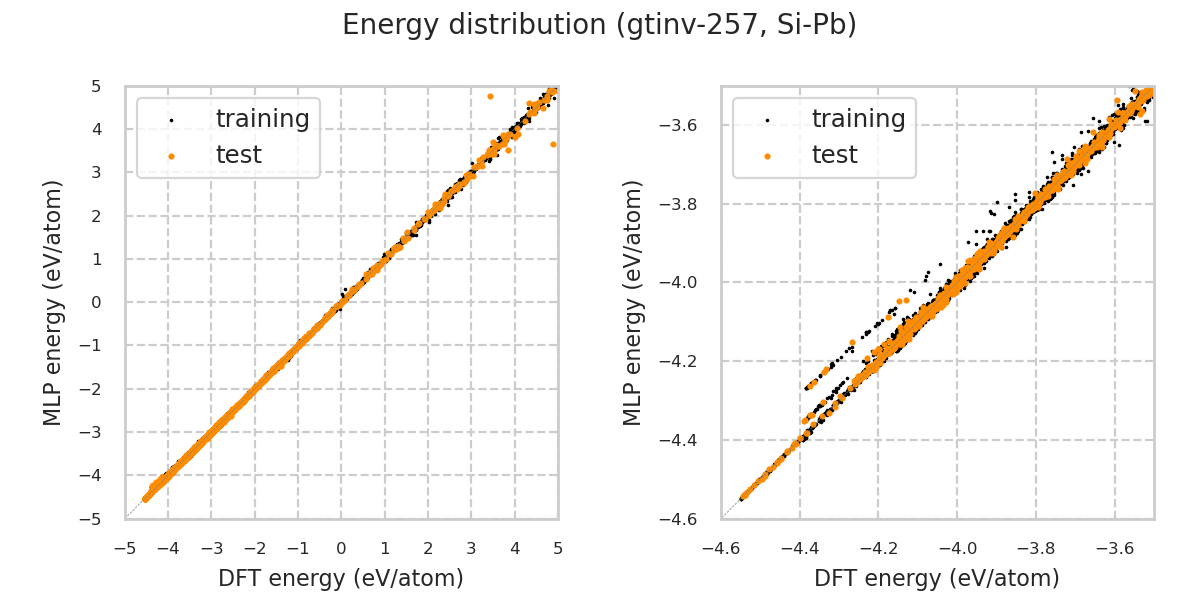 Energy distribution (gtinv-257, Si-Pb)
training
test
5
4
3
2
1
0
−1
−2
−3
−4
−5
MLP energy (eV/atom)
−5 −4 −3 −2 −1 0 1 2 3 4 5
DFT energy (eV/atom)
training
test
−3.6
−3.8
−4.0
−4.2
−4.4
−4.6
MLP energy (eV/atom)
−4.6 −4.4 −4.2 −4.0 −3.8 −3.6
DFT energy (eV/atom)